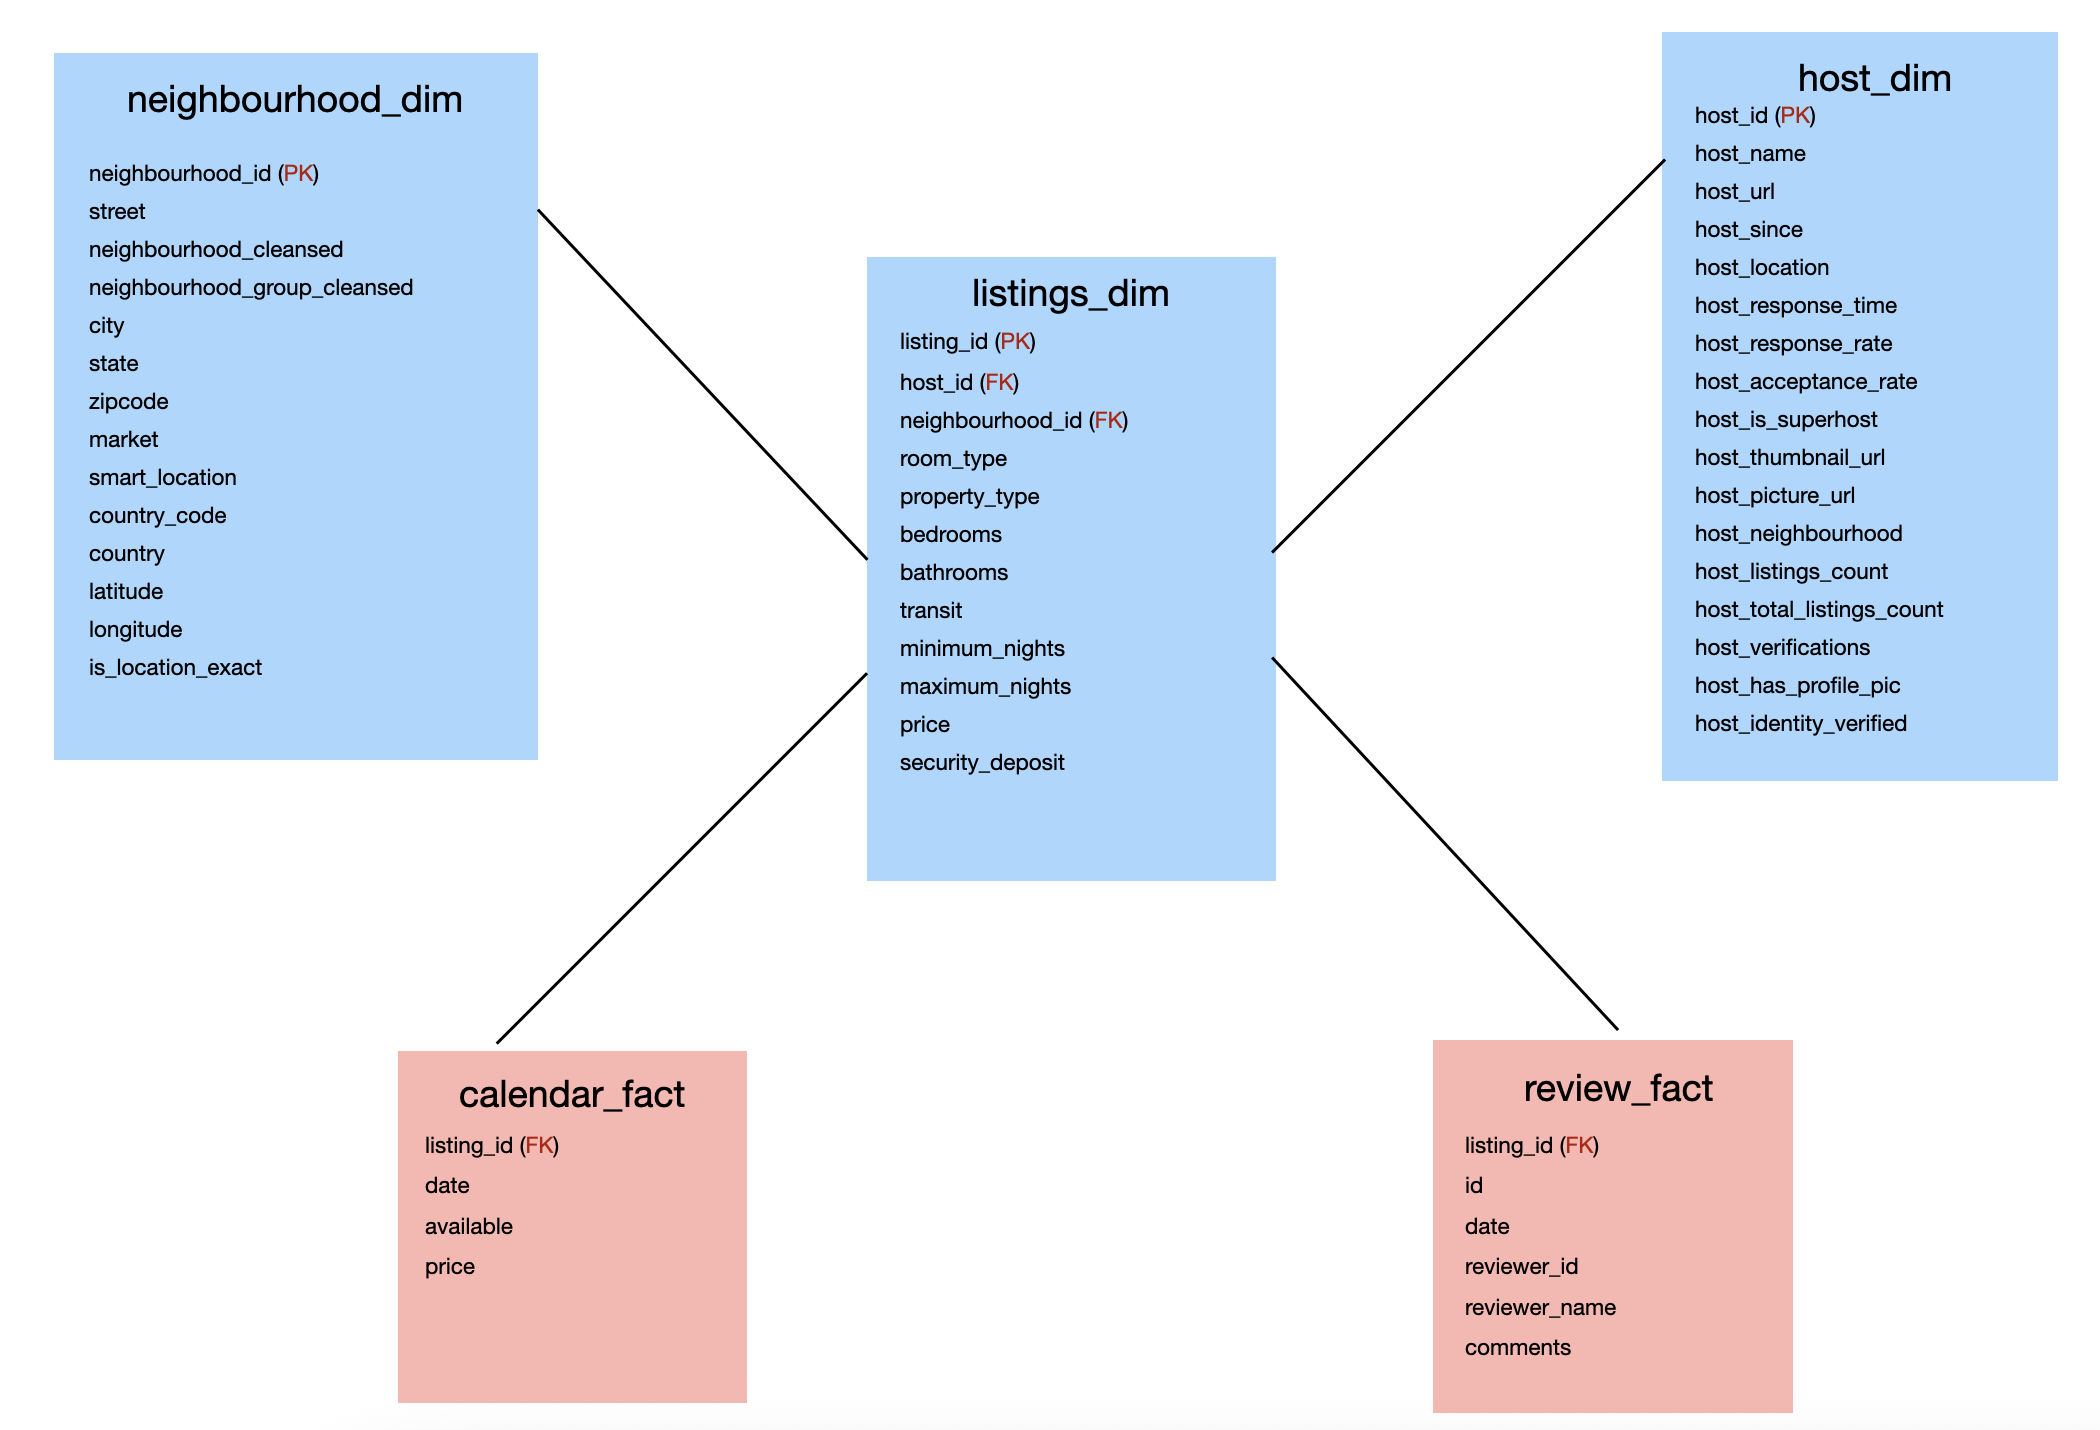 neighbourhood_dim
neighbourhood_id (PK)
street
neighbourhood_cleansed
neighbourhood_group_cleansed
city
state
zipcode
market
smart_location
country_code
country
latitude
longitude
is_location_exact
listings_dim
listing_id (PK)
host_id (FK)
neighbourhood_id (FK)
room_type
property_type
bedrooms
bathrooms
transit
minimum_nights
maximum_nights
price
security_deposit
host_dim
host_id (PK)
host_name
host_url
host_since
host_location
host_response_time
host_response_rate
host_acceptance_rate
host_is_superhost
host_thumbnail_url
host_picture_url
host_neighbourhood
host_listings_count
host_total_listings_count
host_verifications
host_has_profile_pic
host_identity_verified
calendar_fact
listing_id (FK)
date
available
price
review_fact
listing_id (FK)
id
date
reviewer_id
reviewer_name
comments